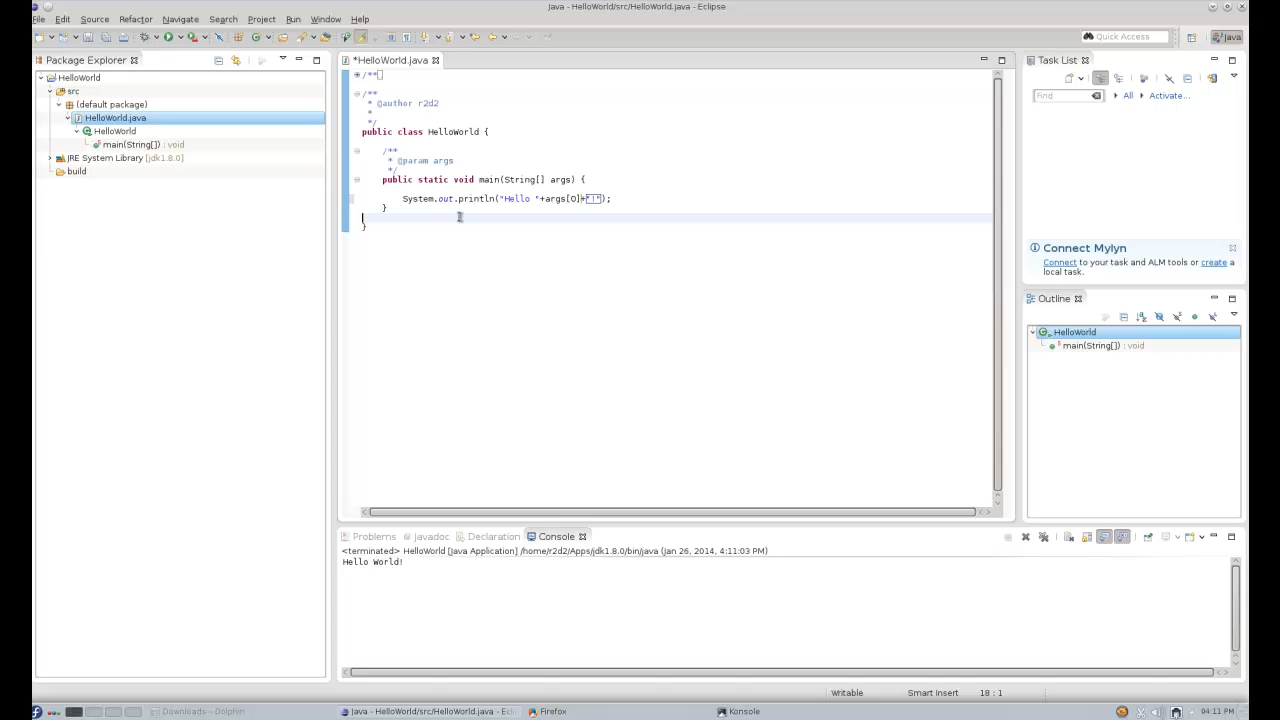 Java - HelloWorld/src/HelloWorld.java - Eclipse
File Edit Source Refactor Navigate Search Project Run Window Help
Quick Access
Java
Package Explorer
HelloWorld
src
(default package)
HelloWorld.java
HelloWorld
main(String[]) : void
JRE System Library [jdk1.8.0]
build
*HelloWorld.java
/**
/**
* @author r2d2
*
*/
public class HelloWorld {
/**
* @param args
*/
public static void main(String[] args) {
System.out.println("Hello "+args[0]+"!");
}
}
Task List
Find
All
Activate...
Connect Mylyn
Connect to your task and ALM tools or create a
local task.
Outline
HelloWorld
main(String[]) : void
Problems
Javadoc
Declaration
Console
<terminated> HelloWorld [Java Application] /home/r2d2/Apps/jdk1.8.0/bin/java (Jan 26, 2014, 4:11:03 PM)
Hello World!
Writable
Smart Insert
18 : 1
Downloads - Dolphin
Java - HelloWorld/src/HelloWorld.java - Ecli
Firefox
Konsole
04:11 PM